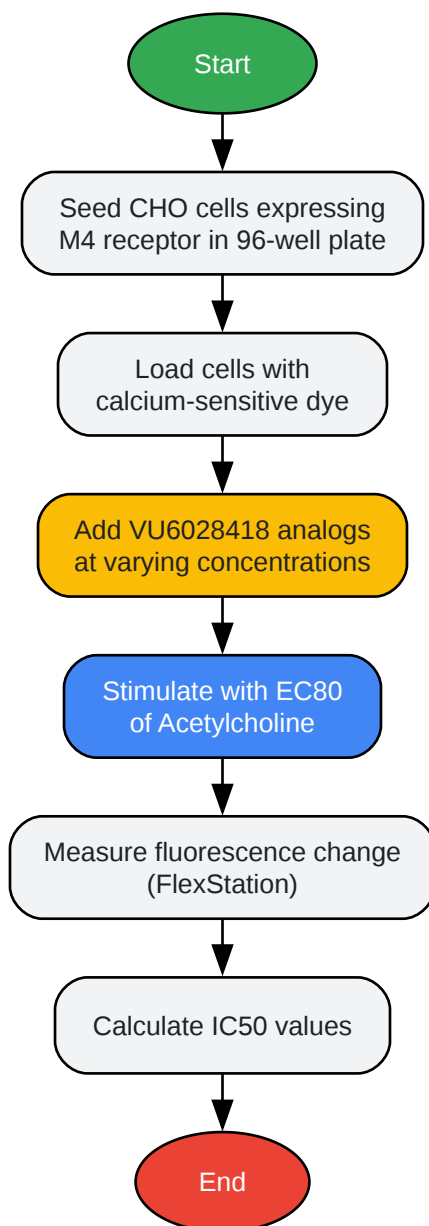 Start
Seed CHO cells expressing
M4 receptor in 96-well plate
Load cells with
calcium-sensitive dye
Add VU6028418 analogs
at varying concentrations
Stimulate with EC80
of Acetylcholine
Measure fluorescence change
(FlexStation)
Calculate IC50 values
End